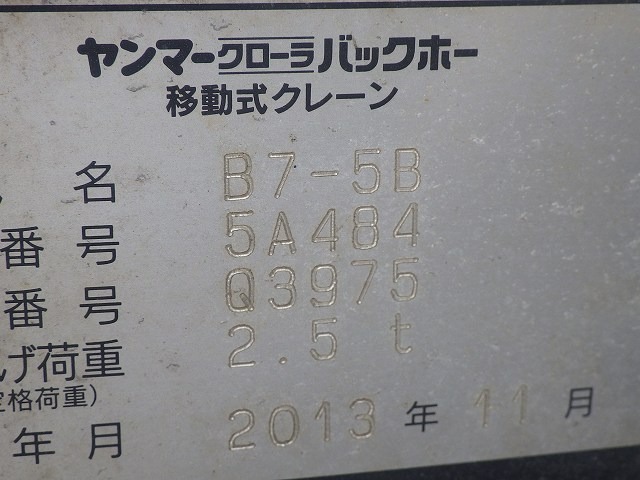 ヤンマークローラバックホー
移動式クレーン
名 B7-5B
番号 5A484
番号 Q3975
げ荷重 2.5t
格荷重)
年月 2013年11月